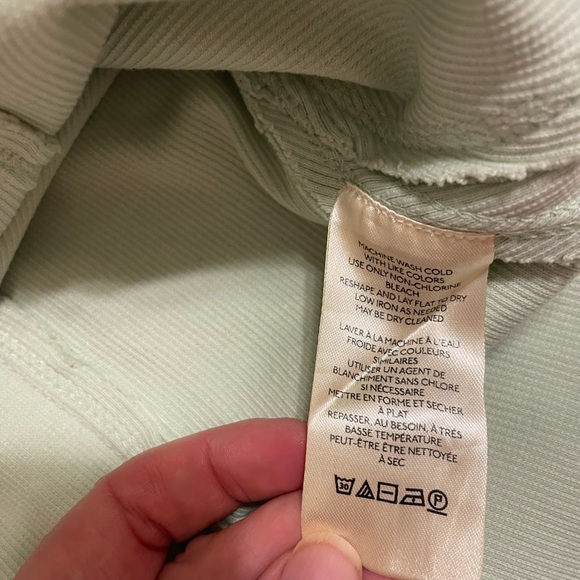 MACHINE WASH COLD
WITH LIKE COLORS
USE ONLY NON-CHLORINE
BLEACH
RESHAPE AND LAY FLAT TO DRY
LOW IRON AS NEEDED
MAY BE DRY CLEANED
LAVER À LA MACHINE À L'EAU
FROIDE AVEC COULEURS
SIMILAIRES
UTILISER UN AGENT DE
BLANCHIMENT SANS CHLORE
SI NÉCESSAIRE
METTRE EN FORME ET SECHER
À PLAT
REPASSER, AU BESOIN, À TRÈS
BASSE TEMPÉRATURE
PEUT-ÊTRE ÊTRE NETTOYÉE
À SEC
30 P